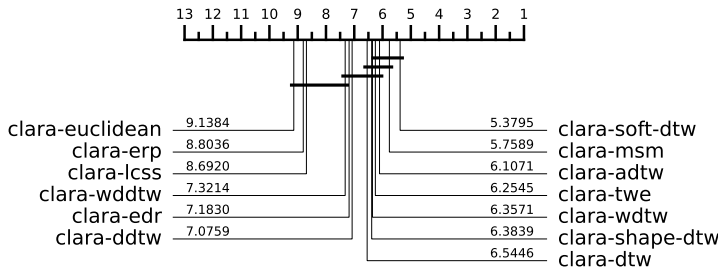 13 12 11 10 9 8 7 6 5 4 3 2 1
clara-euclidean 9.1384 5.3795 clara-soft-dtw
clara-erp 8.8036 5.7589 clara-msm
clara-lcss 8.6920 6.1071 clara-adtw
clara-wddtw 7.3214 6.2545 clara-twe
clara-edr 7.1830 6.3571 clara-wdtw
clara-ddtw 7.0759 6.3839 clara-shape-dtw
6.5446 clara-dtw